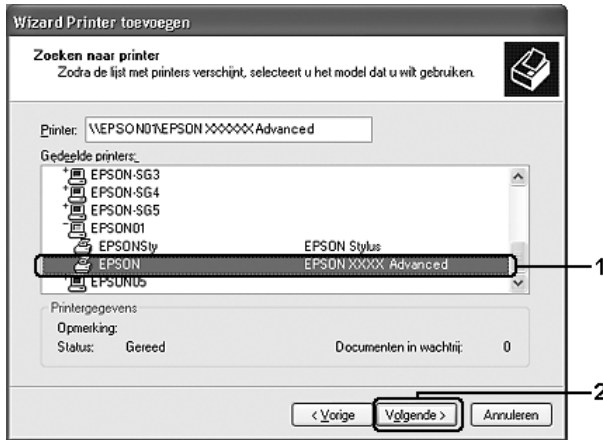 Wizard Printer toevoegen
Zoeken naar printer
Zodra de lijst met printers verschijnt, selecteert u het model dat u wilt gebruiken.
Printer: \\EPSON01\EPSON XXXXXX Advanced
Gedeelde printers:
EPSON-SG3
EPSON-SG4
EPSON-SG5
EPSON01
EPSONSty EPSON Stylus
EPSON EPSON XXXX Advanced 1
EPSON05
Printergegevens
Opmerking:
Status: Gereed Documenten in wachtrij: 0
2
< Vorige Volgende > Annuleren